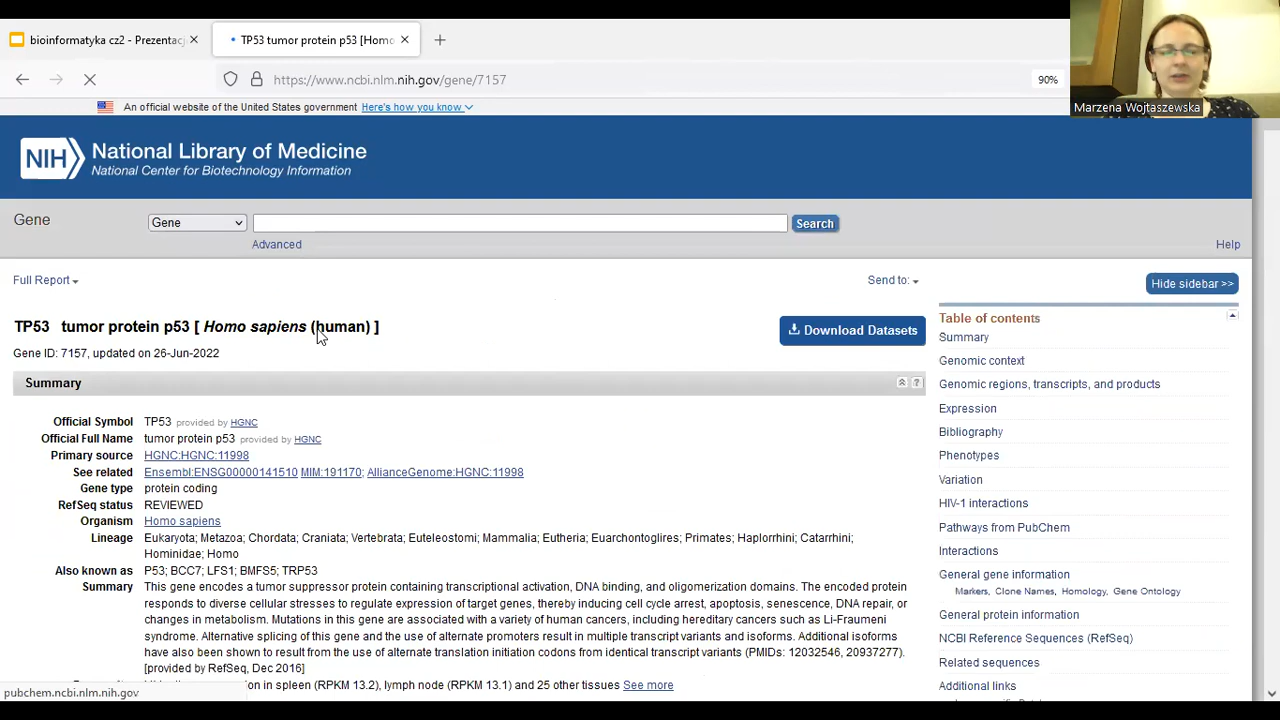 bioinformatyka cz2 - Prezentacj
TP53 tumor protein p53 [Homo
https://www.ncbi.nlm.nih.gov/gene/7157
90%
Marzena Wojtaszewska
An official website of the United States government Here's how you know
NIH National Library of Medicine
National Center for Biotechnology Information
Gene
Gene
Search
Advanced
Help
Full Report
Send to:
Hide sidebar >>
TP53 tumor protein p53 [ Homo sapiens (human) ]
Download Datasets
Gene ID: 7157, updated on 26-Jun-2022
Summary
Official Symbol TP53 provided by HGNC
Official Full Name tumor protein p53 provided by HGNC
Primary source HGNC:HGNC:11998
See related Ensembl:ENSG00000141510 MIM:191170; AllianceGenome:HGNC:11998
Gene type protein coding
RefSeq status REVIEWED
Organism Homo sapiens
Lineage Eukaryota; Metazoa; Chordata; Craniata; Vertebrata; Euteleostomi; Mammalia; Eutheria; Euarchontoglires; Primates; Haplorrhini; Catarrhini;
Hominidae; Homo
Also known as P53; BCC7; LFS1; BMFS5; TRP53
Summary This gene encodes a tumor suppressor protein containing transcriptional activation, DNA binding, and oligomerization domains. The encoded protein
responds to diverse cellular stresses to regulate expression of target genes, thereby inducing cell cycle arrest, apoptosis, senescence, DNA repair, or
changes in metabolism. Mutations in this gene are associated with a variety of human cancers, including hereditary cancers such as Li-Fraumeni
syndrome. Alternative splicing of this gene and the use of alternate promoters result in multiple transcript variants and isoforms. Additional isoforms
have also been shown to result from the use of alternate translation initiation codons from identical transcript variants (PMIDs: 12032546, 20937277).
[provided by RefSeq, Dec 2016]
in spleen (RPKM 13.2), lymph node (RPKM 13.1) and 25 other tissues See more
pubchem.ncbi.nlm.nih.gov
Table of contents
Summary
Genomic context
Genomic regions, transcripts, and products
Expression
Bibliography
Phenotypes
Variation
HIV-1 interactions
Pathways from PubChem
Interactions
General gene information
Markers, Clone Names, Homology, Gene Ontology
General protein information
NCBI Reference Sequences (RefSeq)
Related sequences
Additional links